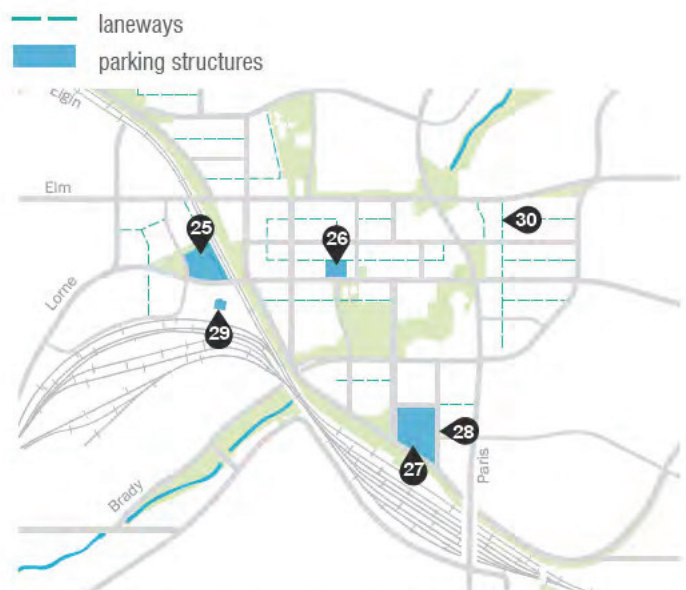 laneways
parking structures
Elgin
Elm
30
25
26
Lorne
29
28
27
Paris
Brady